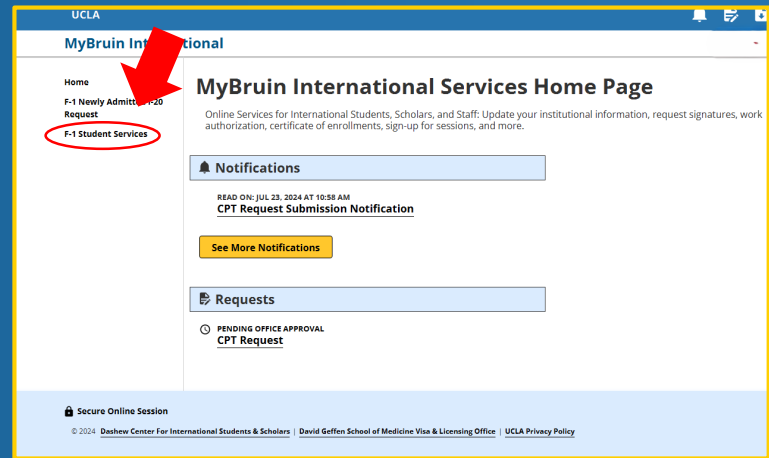 UCLA
MyBruin Int tional
Home
F-1 Newly Admitt I-20
Request
F-1 Student Services
MyBruin International Services Home Page
Online Services for International Students, Scholars, and Staff: Update your institutional information, request signatures, work
authorization, certificate of enrollments, sign-up for sessions, and more.
Notifications
READ ON: JUL 23, 2024 AT 10:58 AM
CPT Request Submission Notification
See More Notifications
Requests
PENDING OFFICE APPROVAL
CPT Request
Secure Online Session
© 2024 Dashew Center For International Students & Scholars | David Geffen School of Medicine Visa & Licensing Office | UCLA Privacy Policy